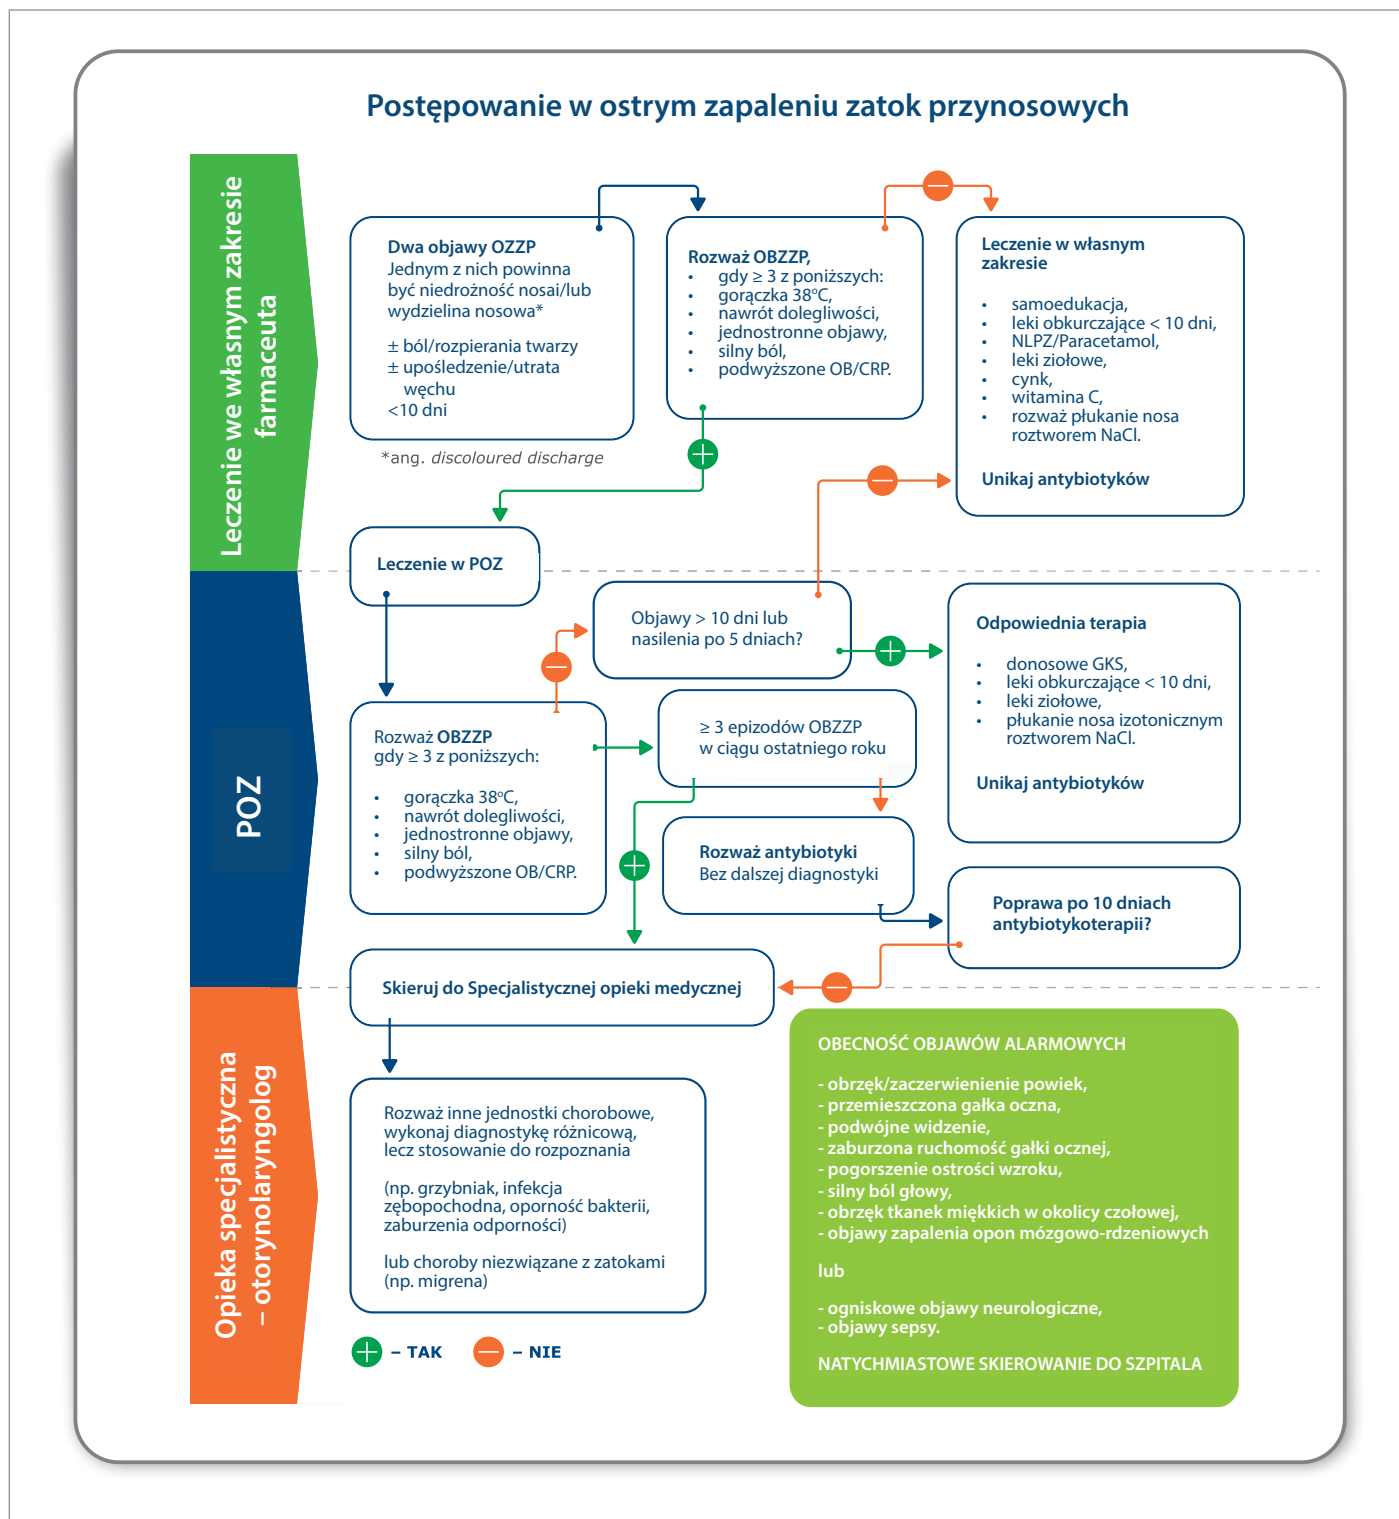 Postępowanie w ostrym zapaleniu zatok przynosowych
Leczenie we własnym zakresie
farmaceuta
Dwa objawy OZZP
Jednym z nich powinna
być niedrożność nosai/lub
wydzielina nosowa*
± ból/rozpierania twarzy
± upośledzenie/utrata
węchu
<10 dni
*ang. discoloured discharge
Rozważ OBZZP,
• gdy ≥ 3 z poniższych:
• gorączka 38°C,
• nawrót dolegliwości,
• jednostronne objawy,
• silny ból,
• podwyższone OB/CRP.
Leczenie w własnym
zakresie
• samoedukacja,
• leki obkurczające < 10 dni,
• NLPZ/Paracetamol,
• leki ziołowe,
• cynk,
• witamina C,
• rozważ płukanie nosa
roztworem NaCl.
Unikaj antybiotyków
Leczenie w POZ
POZ
Objawy > 10 dni lub
nasilenia po 5 dniach?
Odpowiednia terapia
• donosowe GKS,
• leki obkurczające < 10 dni,
• leki ziołowe,
• płukanie nosa izotonicznym
roztworem NaCl.
Unikaj antybiotyków
Rozważ OBZZP
gdy ≥ 3 z poniższych:
• gorączka 38°C,
• nawrót dolegliwości,
• jednostronne objawy,
• silny ból,
• podwyższone OB/CRP.
≥ 3 epizodów OBZZP
w ciągu ostatniego roku
Rozważ antybiotyki
Bez dalszej diagnostyki
Poprawa po 10 dniach
antybiotykoterapii?
Skieruj do Specjalistycznej opieki medycznej
Opieka specjalistyczna
– otorynolaryngolog
Rozważ inne jednostki chorobowe,
wykonaj diagnostykę różnicową,
lecz stosowanie do rozpoznania
(np. grzybniak, infekcja
zębopochodna, oporność bakterii,
zaburzenia odporności)
lub choroby niezwiązane z zatokami
(np. migrena)
OBECNOŚĆ OBJAWÓW ALARMOWYCH
- obrzęk/zaczerwienienie powiek,
- przemieszczona gałka oczna,
- podwójne widzenie,
- zaburzona ruchomość gałki ocznej,
- pogorszenie ostrości wzroku,
- silny ból głowy,
- obrzęk tkanek miękkich w okolicy czołowej,
- objawy zapalenia opon mózgowo-rdzeniowych
lub
- ogniskowe objawy neurologiczne,
- objawy sepsy.
NATYCHMIASTOWE SKIEROWANIE DO SZPITALA
– TAK – NIE